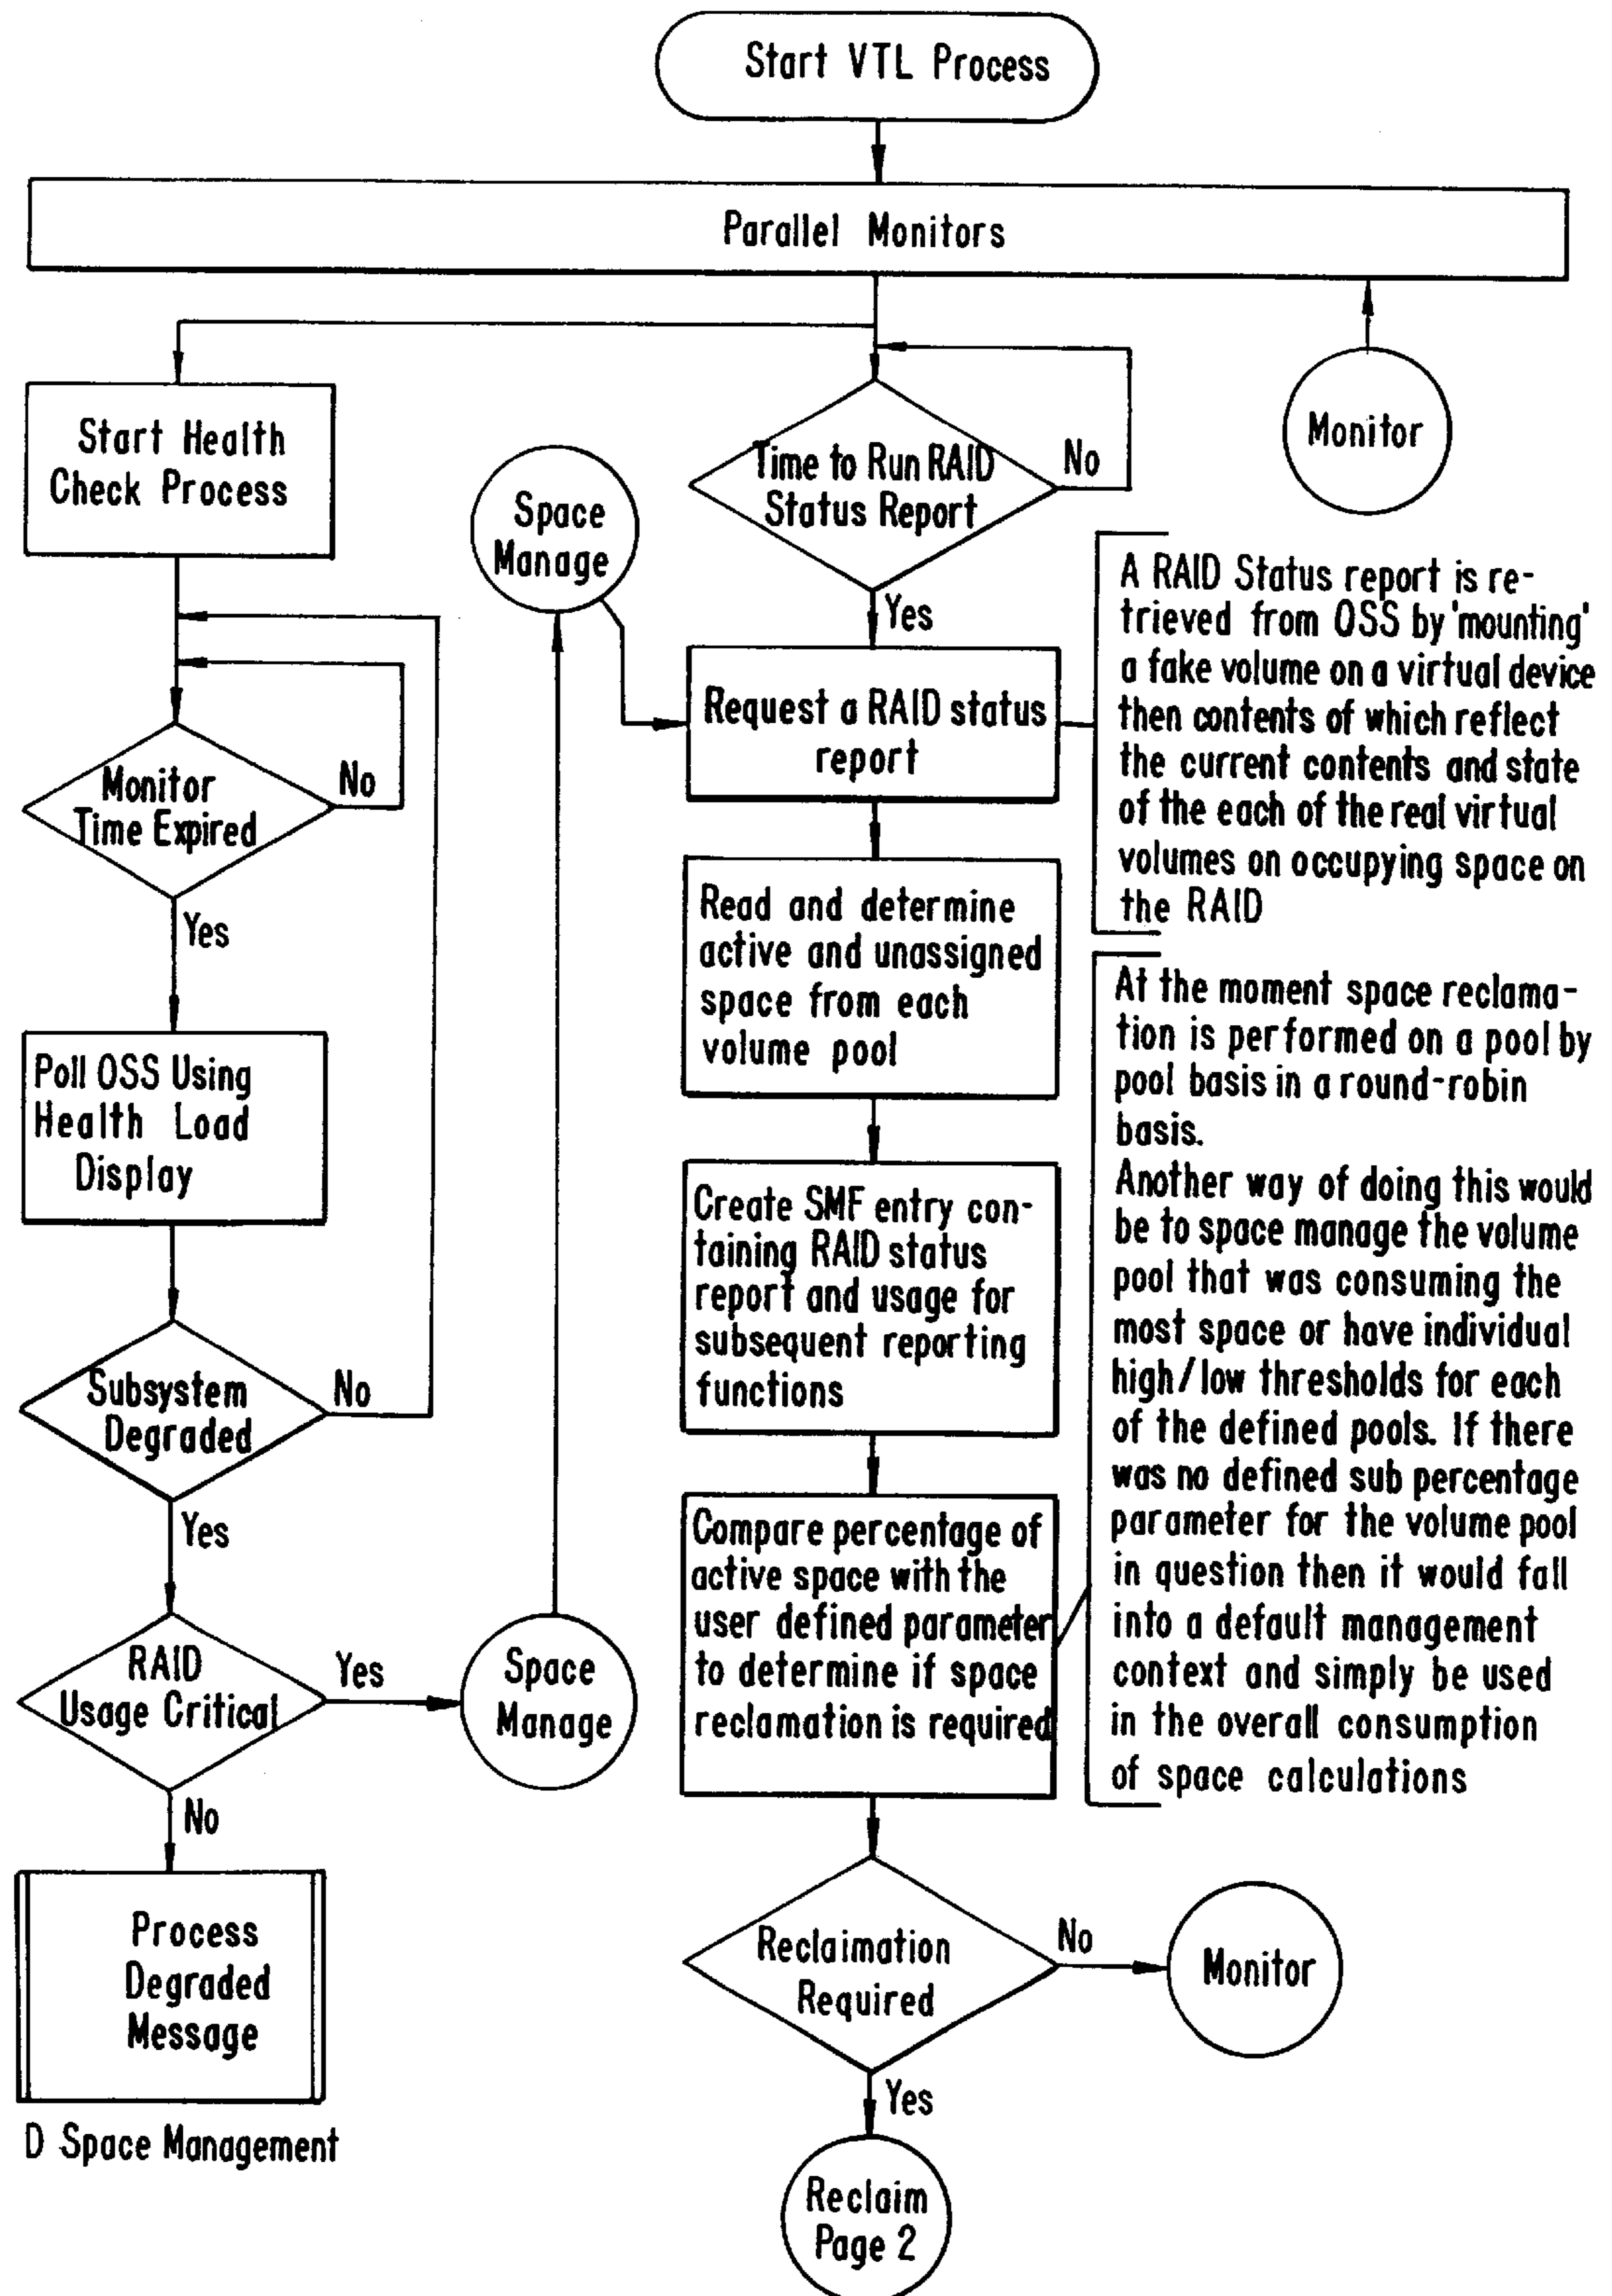 Start VTL Process
Parallel Monitors
Start Health
Check Process
Monitor
Time Expired
No
Yes
Poll OSS Using
Health Load
Display
Subsystem
Degraded
No
Yes
RAID
Usage Critical
Yes
No
Process
Degraded
Message
D Space Management
Space
Manage
Space
Manage
Time to Run RAID
Status Report
No
Yes
Request a RAID status
report
Read and determine
active and unassigned
space from each
volume pool
Create SMF entry con-
taining RAID status
report and usage for
subsequent reporting
functions
Compare percentage of
active space with the
user defined parameter
to determine if space
reclamation is required
Reclaimation
Required
No
Monitor
Yes
Reclaim
Page 2
Monitor
A RAID Status report is re-
trieved from OSS by 'mounting'
a fake volume on a virtual device
then contents of which reflect
the current contents and state
of the each of the real virtual
volumes on occupying space on
the RAID
At the moment space reclama-
tion is performed on a pool by
pool basis in a round-robin
basis.
Another way of doing this would
be to space manage the volume
pool that was consuming the
most space or have individual
high/low thresholds for each
of the defined pools. If there
was no defined sub percentage
parameter for the volume pool
in question then it would fall
into a default management
context and simply be used
in the overall consumption
of space calculations